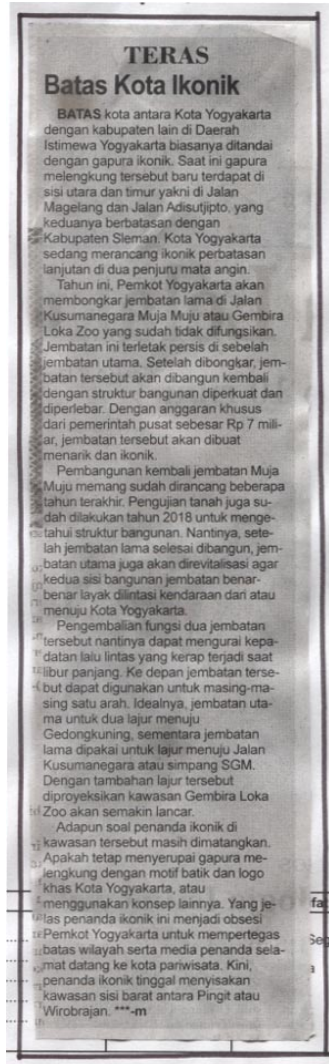 TERAS
Batas Kota Ikonik
BATAS kota antara Kota Yogyakarta
dengan kabupaten lain di Daerah
Istimewa Yogyakarta biasanya ditandai
dengan gapura ikonik. Saat ini gapura
melengkung tersebut baru terdapat di
sisi utara dan timur yakni di Jalan
Magelang dan Jalan Adisutjipto, yang
keduanya berbatasan dengan
Kabupaten Sleman. Kota Yogyakarta
sedang merancang ikonik perbatasan
lanjutan di dua penjuru mata angin.
Tahun ini, Pemkot Yogyakarta akan
membongkar jembatan lama di Jalan
Kusumanegara Muja Muju atau Gembira
Loka Zoo yang sudah tidak difungsikan.
Jembatan ini terletak persis di sebelah
jembatan utama. Setelah dibongkar, jem-
batan tersebut akan dibangun kembali
dengan struktur bangunan diperkuat dan
diperlebar. Dengan anggaran khusus
dari pemerintah pusat sebesar Rp 7 mili-
ar, jembatan tersebut akan dibuat
menarik dan ikonik.
Pembangunan kembali jembatan Muja
Muju memang sudah dirancang beberapa
tahun terakhir. Pengujian tanah juga su-
dah dilakukan tahun 2018 untuk menge-
tahui struktur bangunan. Nantinya, sete-
lah jembatan lama selesai dibangun, jem-
batan utama juga akan direvitalisasi agar
kedua sisi bangunan jembatan benar-
benar layak dilintasi kendaraan dari atau
menuju Kota Yogyakarta.
Pengembalian fungsi dua jembatan
tersebut nantinya dapat mengurai kepa-
datan lalu lintas yang kerap terjadi saat
libur panjang. Ke depan jembatan terse-
but dapat digunakan untuk masing-ma-
sing satu arah. Idealnya, jembatan uta-
ma untuk dua lajur menuju
Gedongkuning, sementara jembatan
lama dipakai untuk lajur menuju Jalan
Kusumanegara atau simpang SGM.
Dengan tambahan lajur tersebut
diproyeksikan kawasan Gembira Loka
Zoo akan semakin lancar.
Adapun soal penanda ikonik di
kawasan tersebut masih dimatangkan.
Apakah tetap menyerupai gapura me-
lengkung dengan motif batik dan logo
khas Kota Yogyakarta, atau
menggunakan konsep lainnya. Yang je-
las penanda ikonik ini menjadi obsesi
Pemkot Yogyakarta untuk mempertegas
batas wilayah serta media penanda sela-
mat datang ke kota pariwisata. Kini,
penanda ikonik tinggal menyisakan
kawasan sisi barat antara Pingit atau
Wirobrajan. ***-m